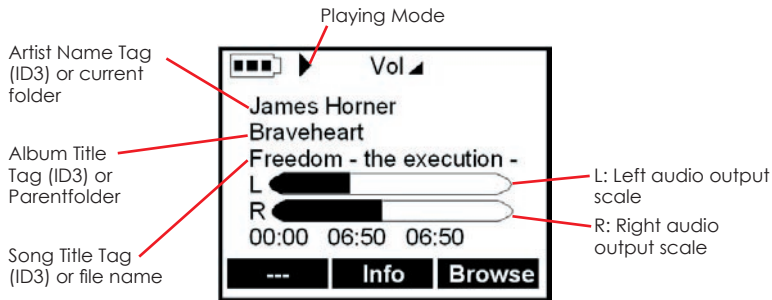 Playing Mode
Artist Name Tag
(ID3) or current
folder
Album Title
Tag (ID3) or
Parentfolder
Song Title Tag
(ID3) or file name
Vol
James Horner
Braveheart
Freedom - the execution -
L
R
00:00 06:50 06:50
--- Info Browse
L: Left audio output
scale
R: Right audio
output scale